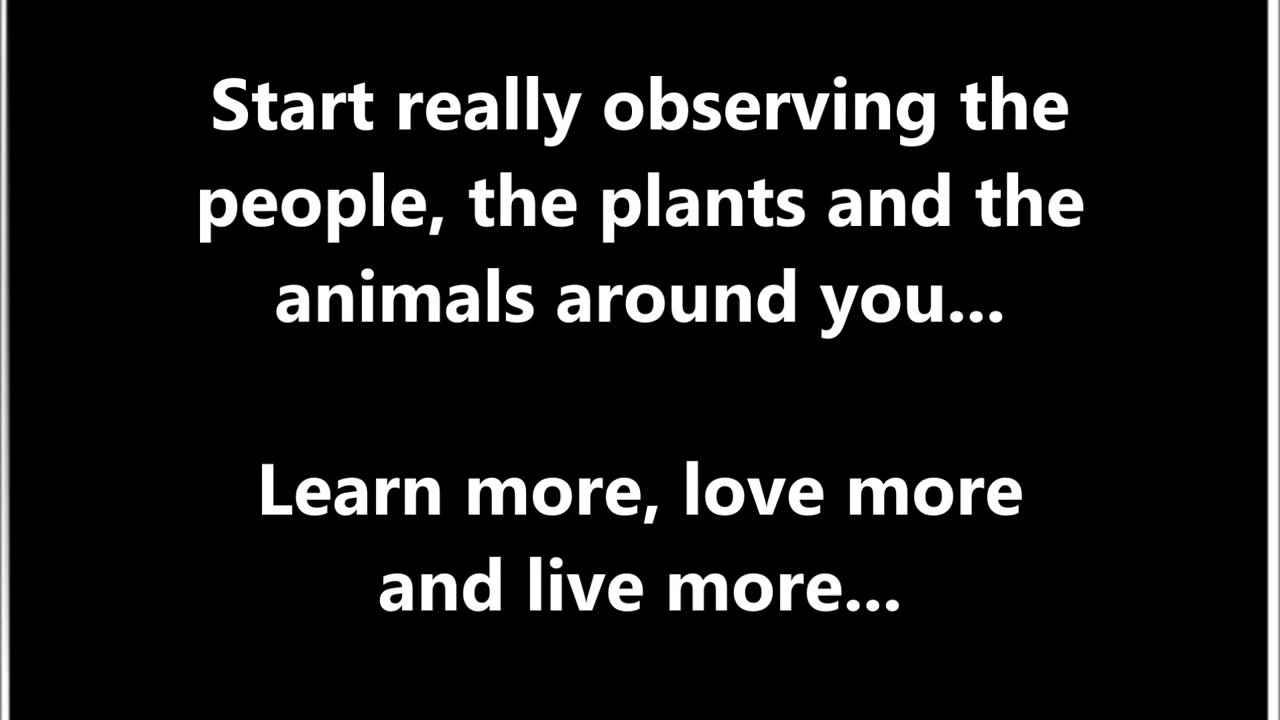 Start really observing the
people, the plants and the
animals around you...
Learn more, love more
and live more...